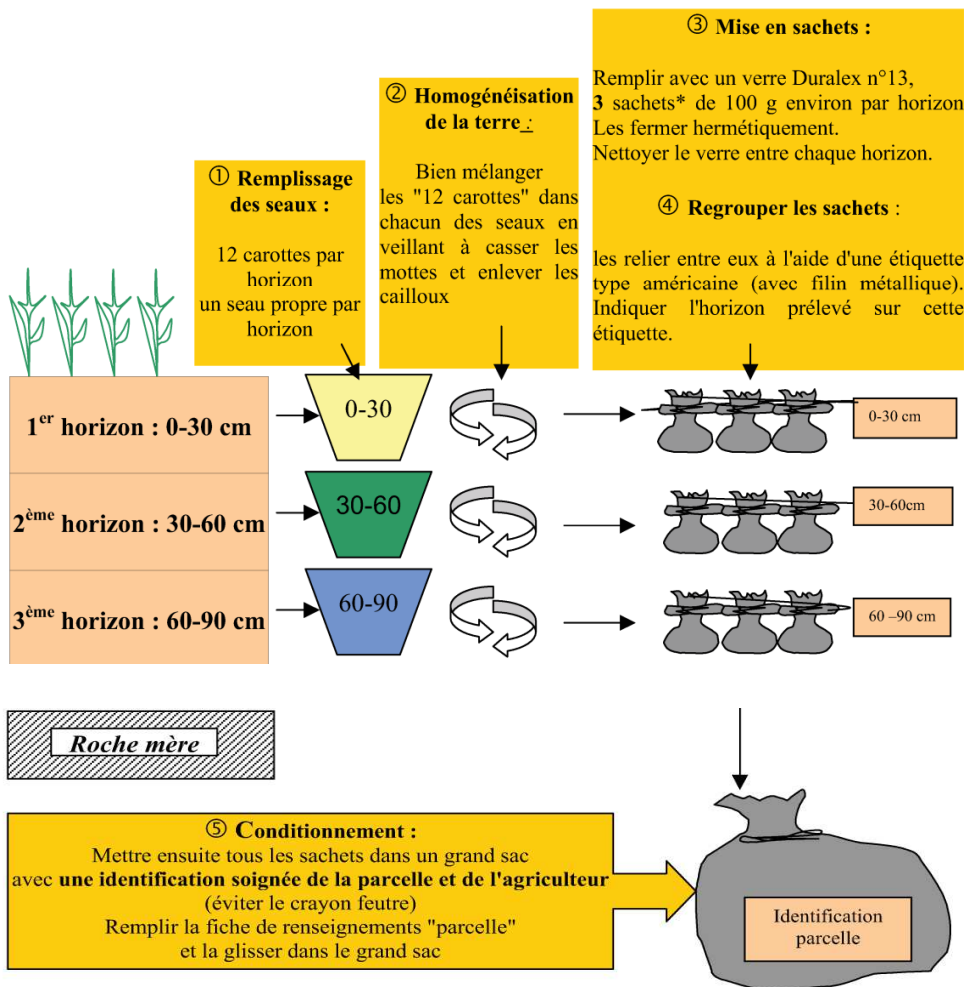 ③ Mise en sachets :
Remplir avec un verre Duralex n°13,
3 sachets* de 100 g environ par horizon
Les fermer hermétiquement.
Nettoyer le verre entre chaque horizon.
④ Regrouper les sachets :
les relier entre eux à l'aide d'une étiquette
type américaine (avec filin métallique).
Indiquer l'horizon prélevé sur cette
étiquette.
② Homogénéisation
de la terre :
Bien mélanger
les "12 carottes" dans
chacun des seaux en
veillant à casser les
mottes et enlever les
cailloux
① Remplissage
des seaux :
12 carottes par
horizon
un seau propre par
horizon
1er horizon : 0-30 cm
0-30
0-30 cm
2ème horizon : 30-60 cm
30-60
30-60cm
3ème horizon : 60-90 cm
60-90
60 –90 cm
Roche mère
⑤ Conditionnement :
Mettre ensuite tous les sachets dans un grand sac
avec une identification soignée de la parcelle et de l'agriculteur
(éviter le crayon feutre)
Remplir la fiche de renseignements "parcelle"
et la glisser dans le grand sac
Identification
parcelle